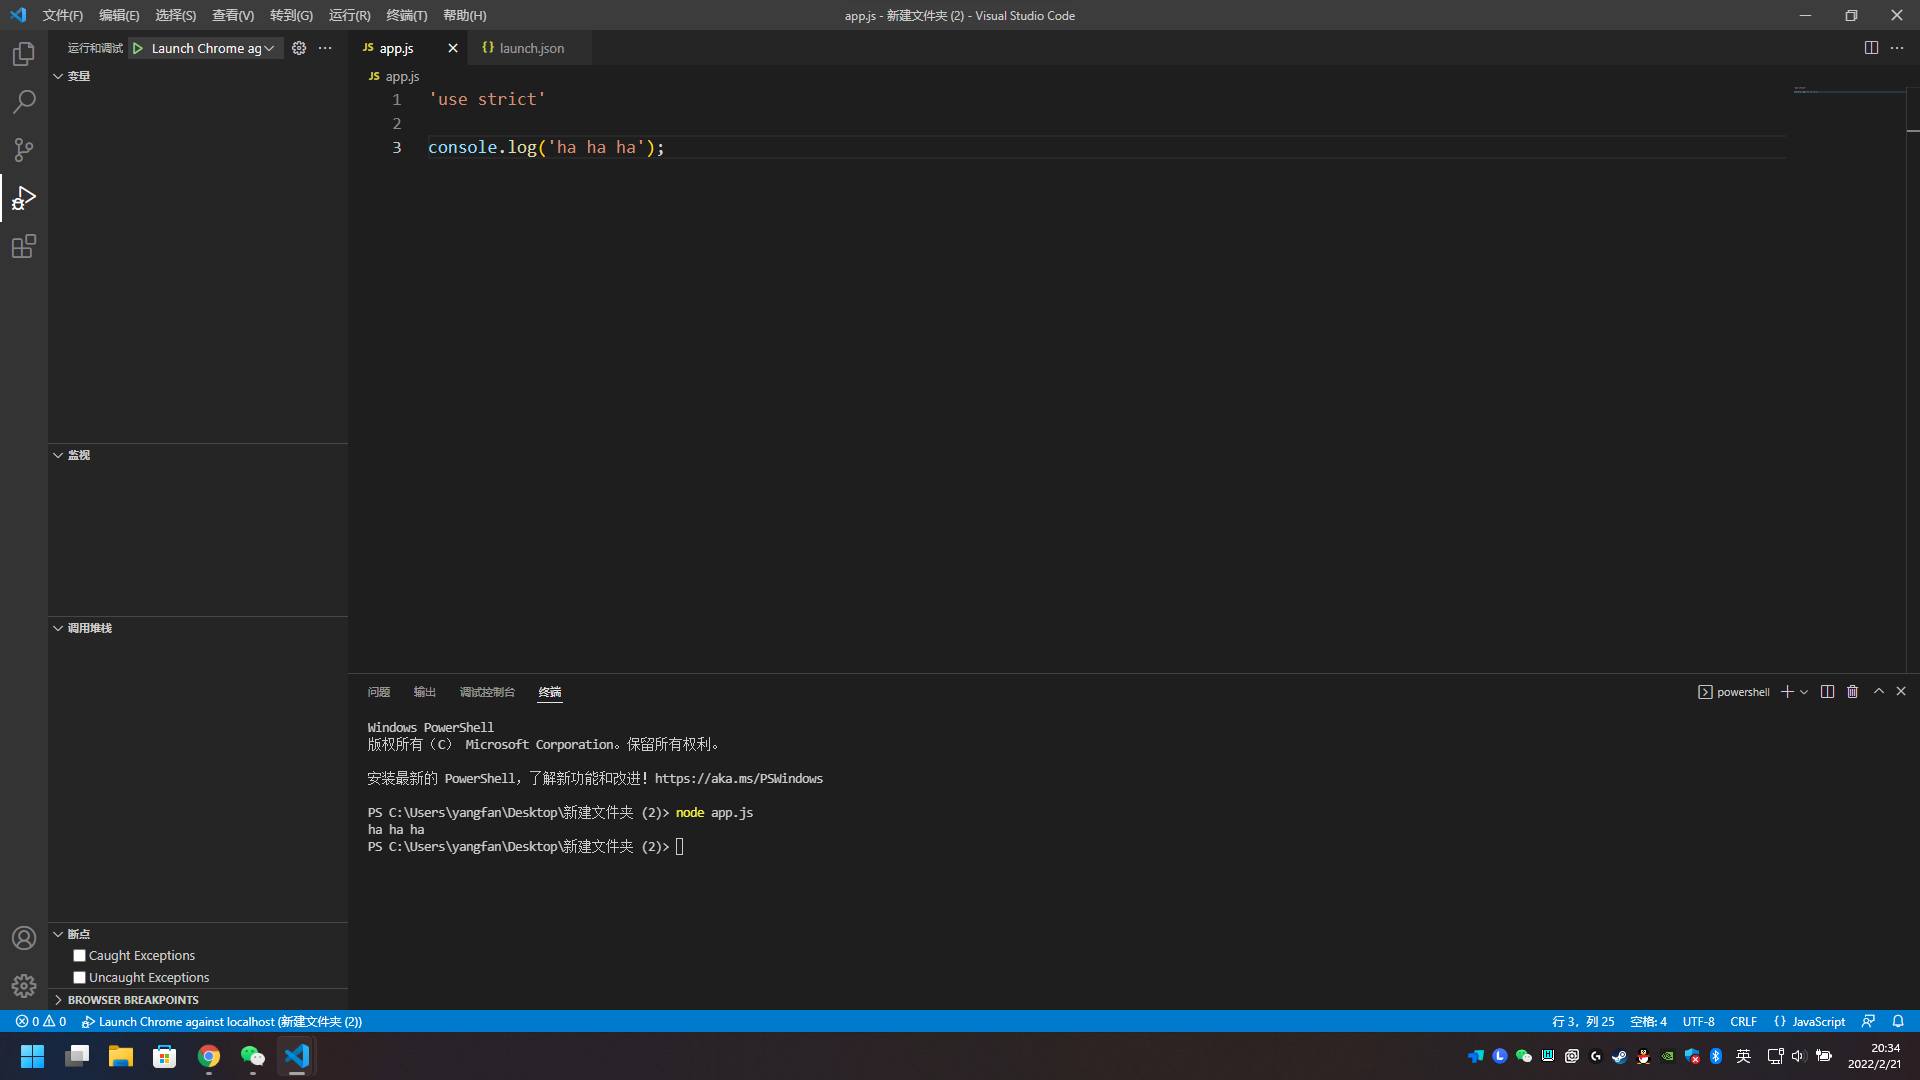 文件(F) 编辑(E) 选择(S) 查看(V) 转到(G) 运行(R) 终端(T) 帮助(H)
app.js - 新建文件夹 (2) - Visual Studio Code
运行和调试 Launch Chrome ag
JS app.js
{} launch.json
变量
JS app.js
1 'use strict'
2
3 console.log('ha ha ha');
监视
调用堆栈
断点
Caught Exceptions
Uncaught Exceptions
BROWSER BREAKPOINTS
问题 输出 调试控制台 终端
powershell
Windows PowerShell
版权所有（C） Microsoft Corporation。保留所有权利。
安装最新的 PowerShell，了解新功能和改进！https://aka.ms/PSWindows
PS C:\Users\yangfan\Desktop\新建文件夹 (2)> node app.js
ha ha ha
PS C:\Users\yangfan\Desktop\新建文件夹 (2)>
0 0 Launch Chrome against localhost (新建文件夹 (2))
行 3，列 25 空格: 4 UTF-8 CRLF {} JavaScript
英
20:34
2022/2/21